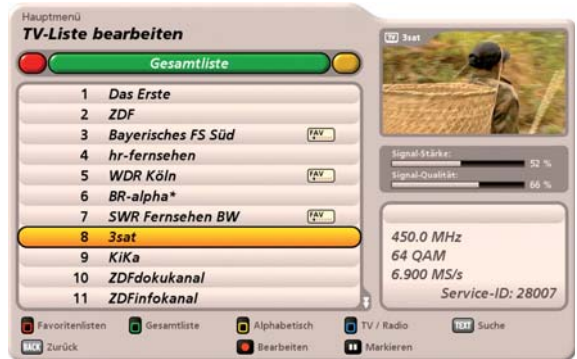 Hauptmenü
TV-Liste bearbeiten
Gesamtliste
1 Das Erste
2 ZDF
3 Bayerisches FS Süd FAV
4 hr-fernsehen
5 WDR Köln FAV
6 BR-alpha*
7 SWR Fernsehen BW FAV
8 3sat
9 KiKa
10 ZDFdokukanal
11 ZDFinfokanal
TV 3sat
Signal-Stärke:
52 %
Signal-Qualität:
66 %
450.0 MHz
64 QAM
6.900 MS/s
Service-ID: 28007
Favoritenlisten Gesamtliste Alphabetisch TV / Radio TEXT Suche
BACK Zurück Bearbeiten Markieren